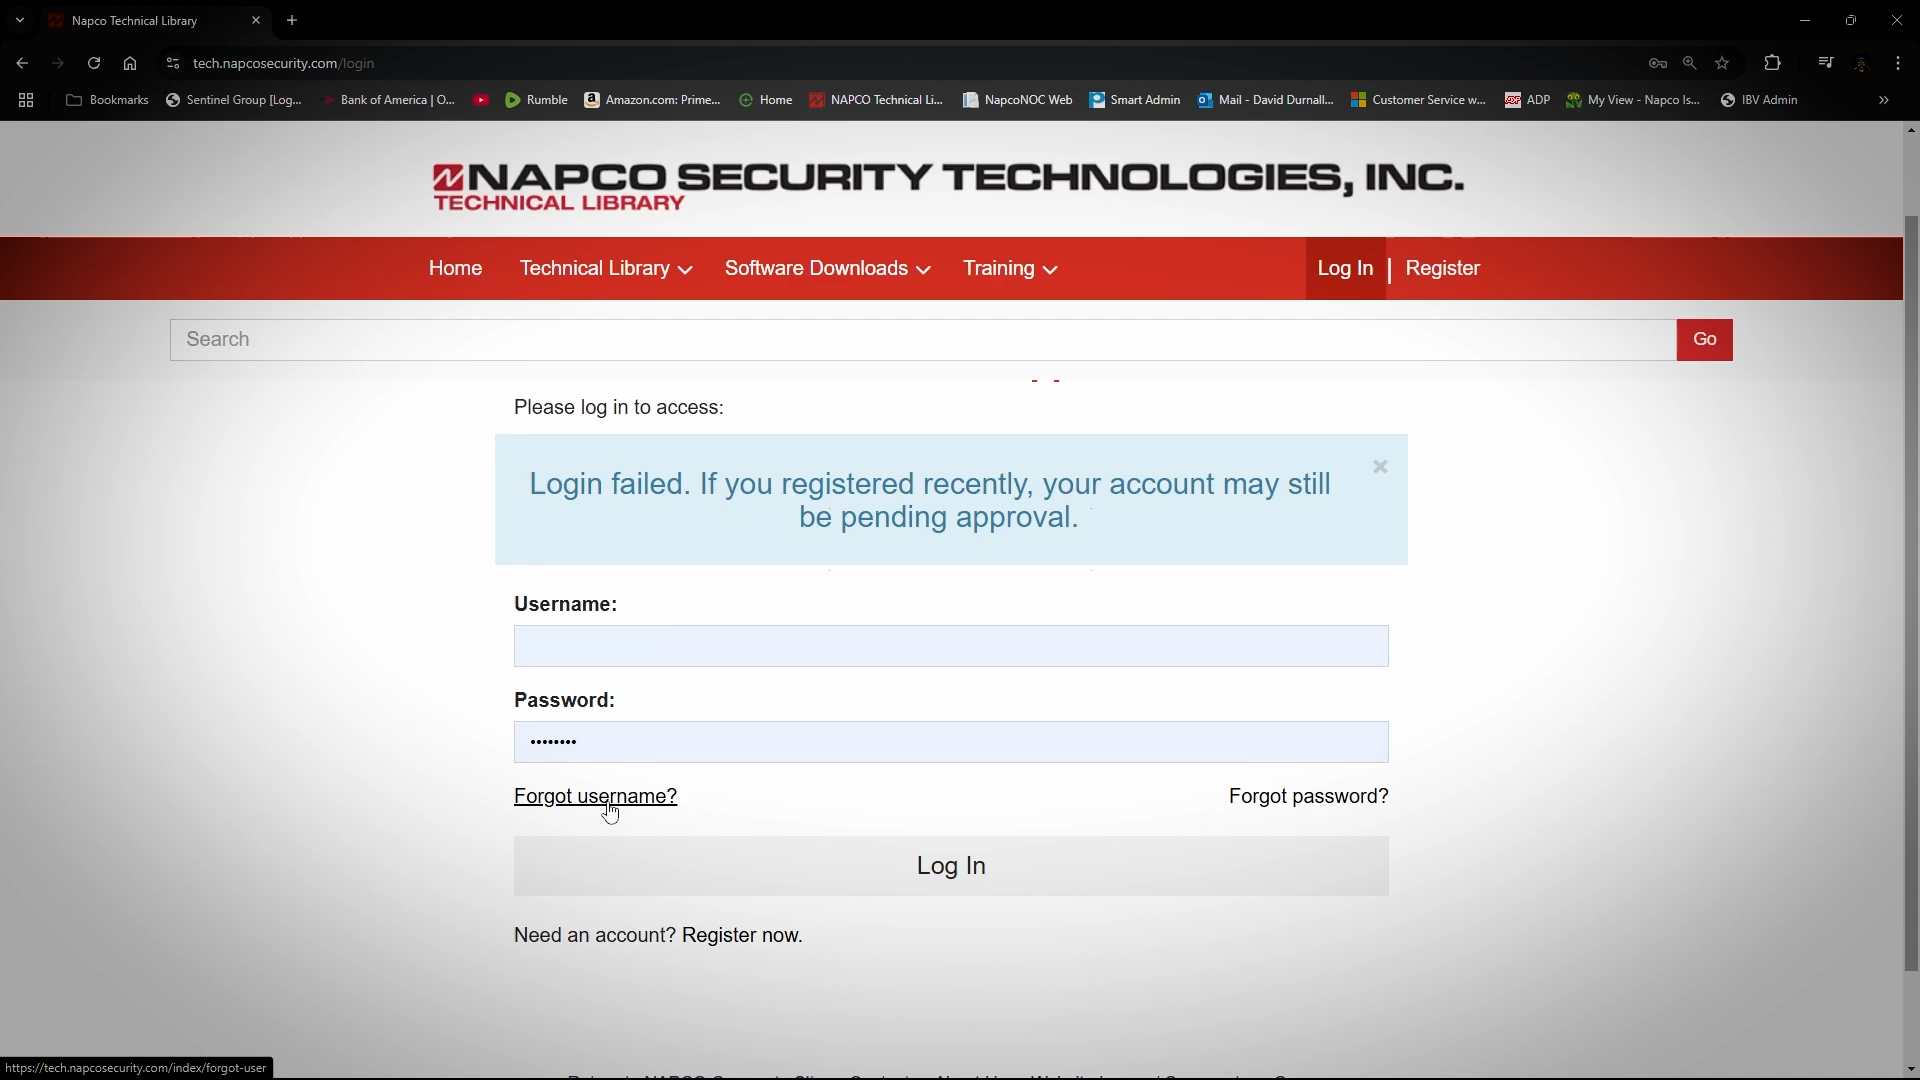 Napco Technical Library
tech.napcosecurity.com/login
Bookmarks
Sentinel Group [Log...
Bank of America | O...
Rumble
Amazon.com: Prime...
Home
NAPCO Technical Li...
NapcoNOC Web
Smart Admin
Mail - David Durnall...
Customer Service w...
ADP
My View - Napco Is...
IBV Admin
NAPCO SECURITY TECHNOLOGIES, INC.
TECHNICAL LIBRARY
Home
Technical Library
Software Downloads
Training
Log In | Register
Search
Go
Please log in to access:
Login failed. If you registered recently, your account may still
be pending approval.
Username:
Password:
Forgot username?
Forgot password?
Log In
Need an account? Register now.
https://tech.napcosecurity.com/index/forgot-user